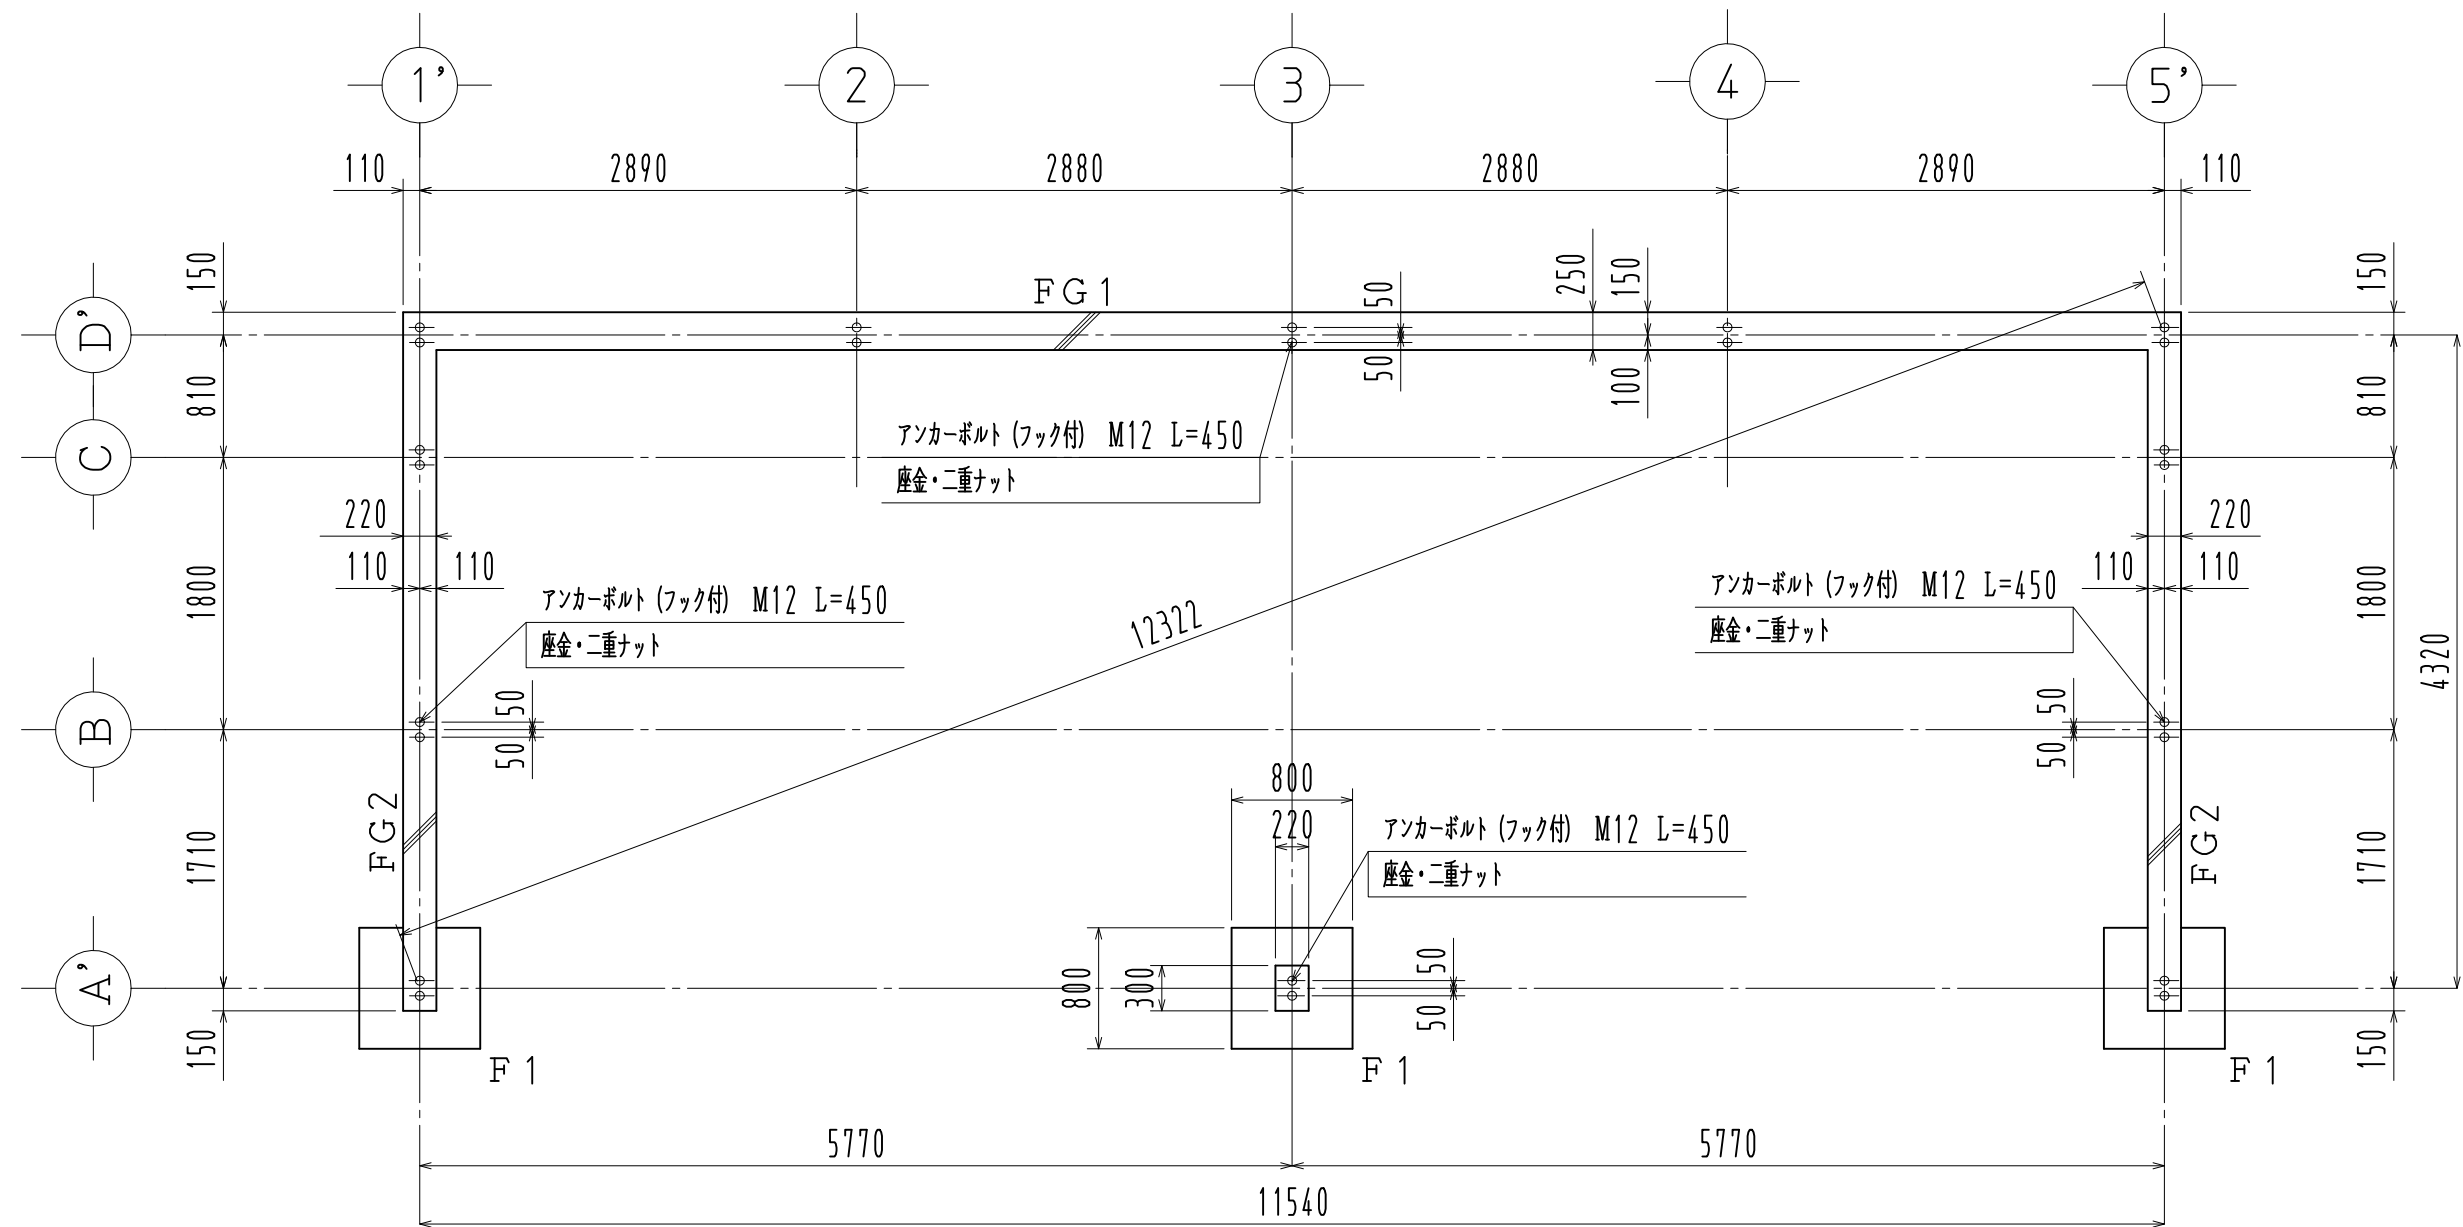 1' 2 3 4 5'
110 2890 2880 2880 2890 110
150 250 150 150
FG1
50
D'
50
810 100 810
C
アンカーボルト (フック付) M12 L=450
座金・二重ナット
220 220
110 110 110 110
1800 1800
アンカーボルト (フック付) M12 L=450
座金・二重ナット
アンカーボルト (フック付) M12 L=450
座金・二重ナット
12322
4320
50 50
B
50 50
800
220
アンカーボルト (フック付) M12 L=450
座金・二重ナット
FG2 FG2
1710 1710
50
A'
800 300
50
150 150
F1 F1 F1
5770 5770
11540